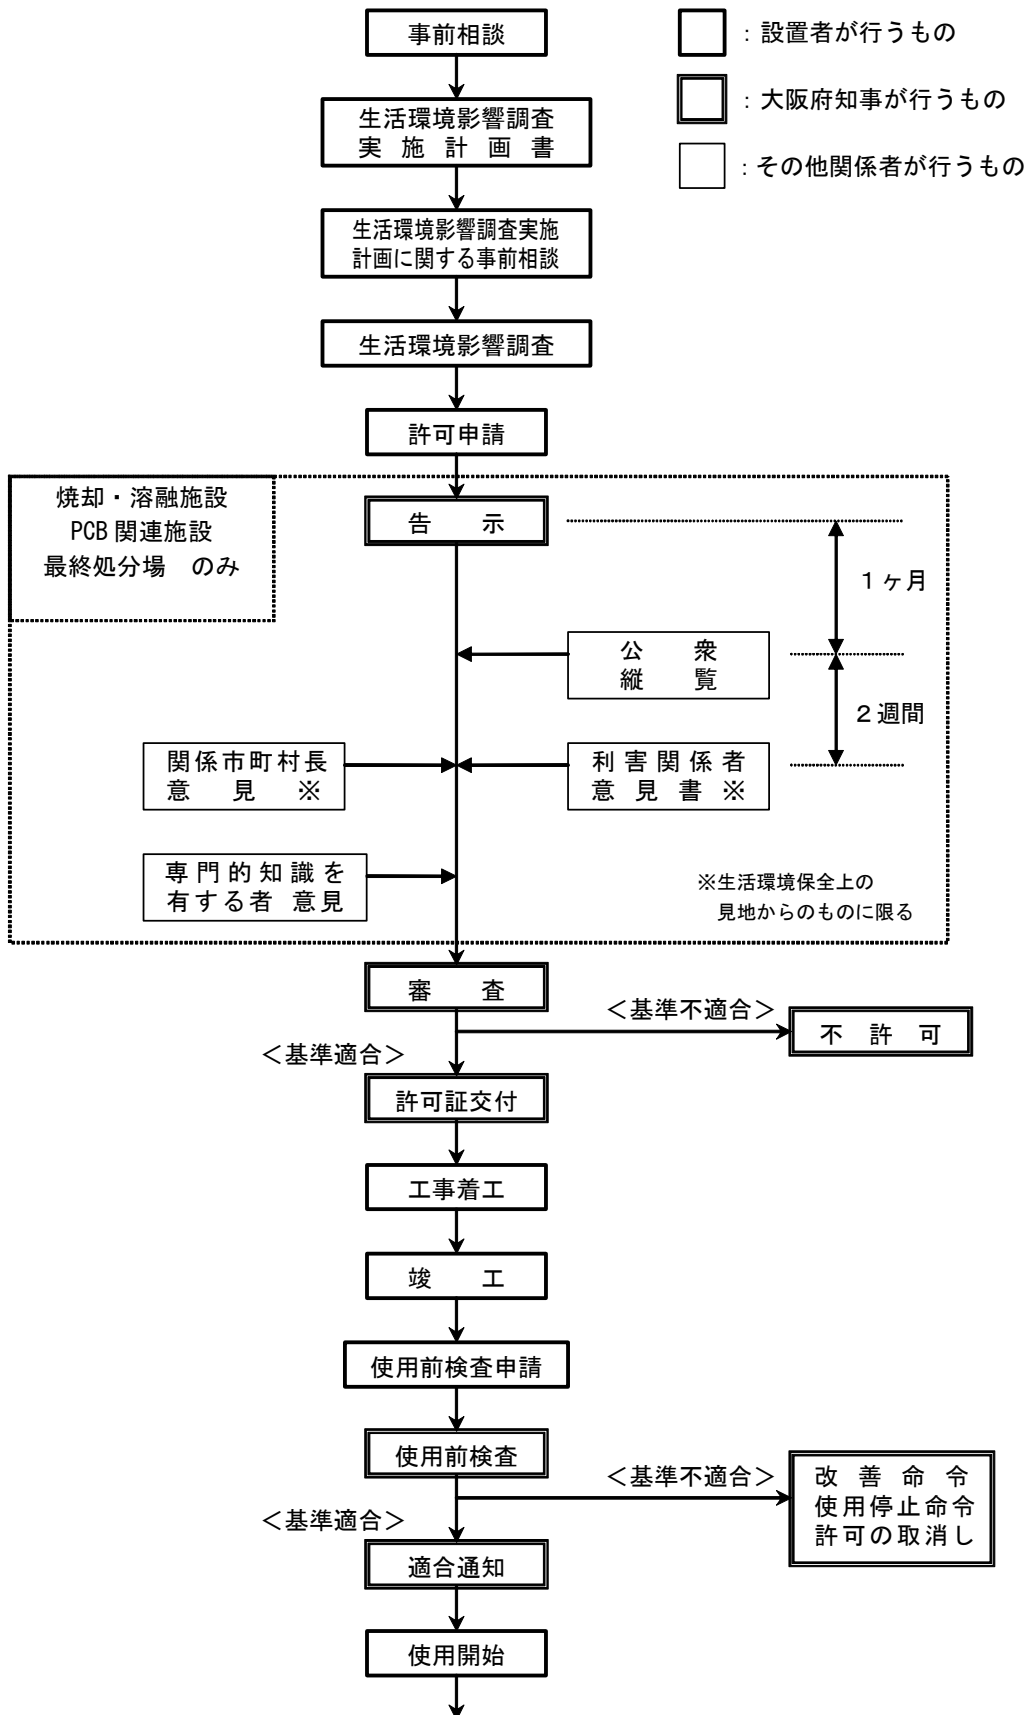 事前相談
：設置者が行うもの
：大阪府知事が行うもの
：その他関係者が行うもの
生活環境影響調査
実施計画書
生活環境影響調査実施
計画に関する事前相談
生活環境影響調査
許可申請
焼却・溶融施設
PCB関連施設
最終処分場　のみ
告　示
１ヶ月
公　衆
縦　覧
２週間
関係市町村長
意　見　※
利害関係者
意見書※
専門的知識を
有する者 意見
※生活環境保全上の
見地からのものに限る
審　査
＜基準不適合＞
不　許　可
＜基準適合＞
許可証交付
工事着工
竣　工
使用前検査申請
使用前検査
＜基準不適合＞
改善命令
使用停止命令
許可の取消し
＜基準適合＞
適合通知
使用開始